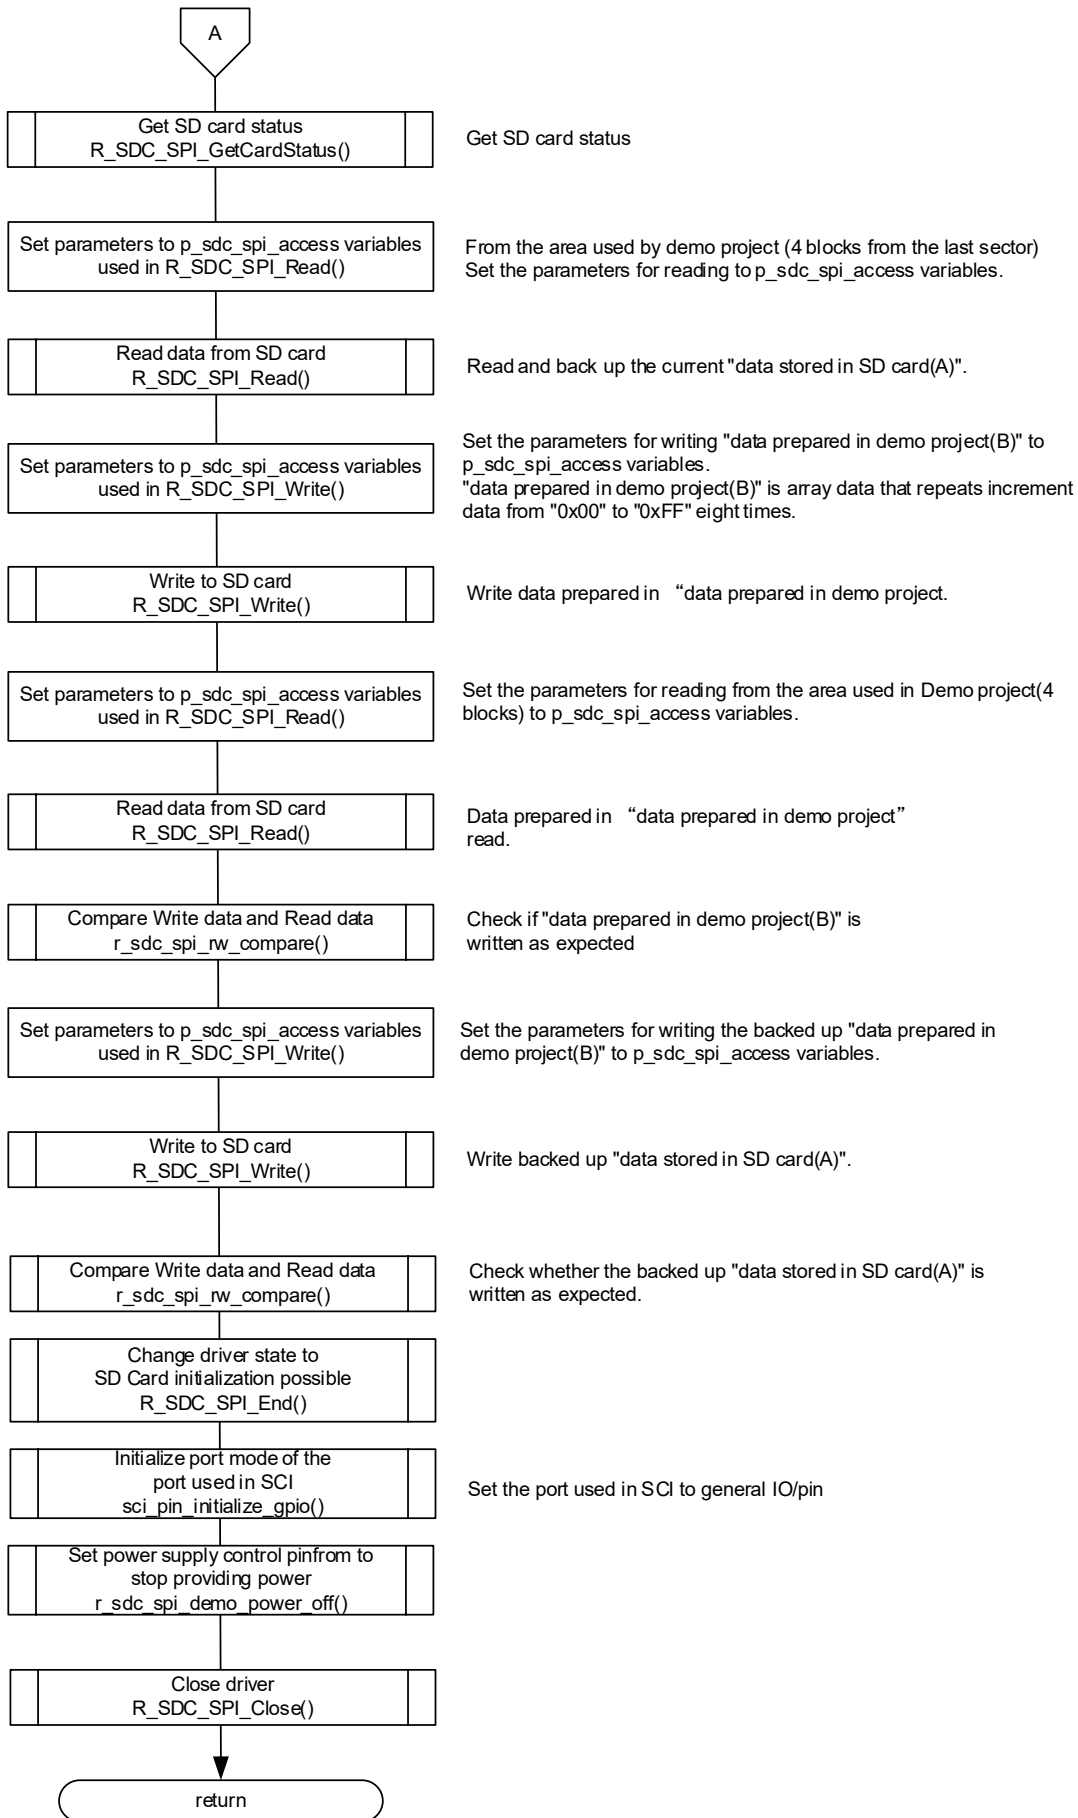 A
Get SD card status
R_SDC_SPI_GetCardStatus()
Get SD card status
Set parameters to p_sdc_spi_access variables
used in R_SDC_SPI_Read()
From the area used by demo project (4 blocks from the last sector)
Set the parameters for reading to p_sdc_spi_access variables.
Read data from SD card
R_SDC_SPI_Read()
Read and back up the current "data stored in SD card(A)".
Set parameters to p_sdc_spi_access variables
used in R_SDC_SPI_Write()
Set the parameters for writing "data prepared in demo project(B)" to
p_sdc_spi_access variables.
"data prepared in demo project(B)" is array data that repeats increment
data from "0x00" to "0xFF" eight times.
Write to SD card
R_SDC_SPI_Write()
Write data prepared in “data prepared in demo project.
Set parameters to p_sdc_spi_access variables
used in R_SDC_SPI_Read()
Set the parameters for reading from the area used in Demo project(4
blocks) to p_sdc_spi_access variables.
Read data from SD card
R_SDC_SPI_Read()
Data prepared in “data prepared in demo project”
read.
Compare Write data and Read data
r_sdc_spi_rw_compare()
Check if "data prepared in demo project(B)" is
written as expected
Set parameters to p_sdc_spi_access variables
used in R_SDC_SPI_Write()
Set the parameters for writing the backed up "data prepared in
demo project(B)" to p_sdc_spi_access variables.
Write to SD card
R_SDC_SPI_Write()
Write backed up "data stored in SD card(A)".
Compare Write data and Read data
r_sdc_spi_rw_compare()
Check whether the backed up "data stored in SD card(A)" is
written as expected.
Change driver state to
SD Card initialization possible
R_SDC_SPI_End()
Initialize port mode of the
port used in SCI
sci_pin_initialize_gpio()
Set the port used in SCI to general IO/pin
Set power supply control pinfrom to
stop providing power
r_sdc_spi_demo_power_off()
Close driver
R_SDC_SPI_Close()
return